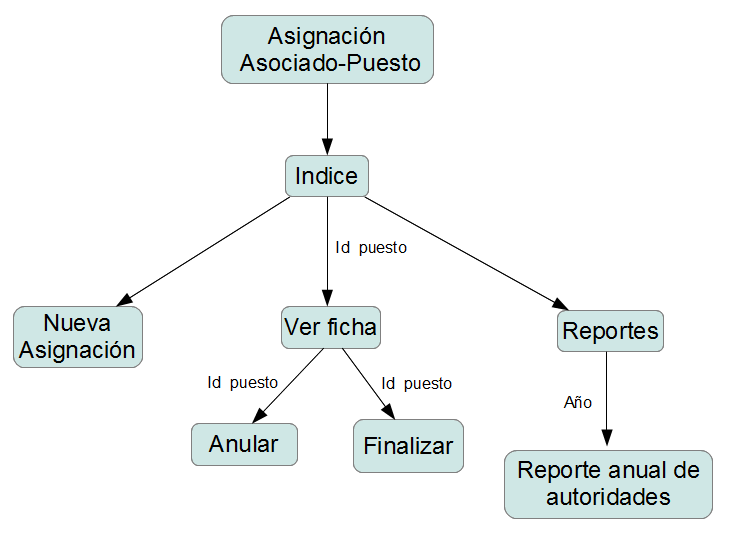 Asignación
Asociado-Puesto
Indice
Id puesto
Nueva
Asignación
Ver ficha
Reportes
Id puesto
Id puesto
Año
Anular
Finalizar
Reporte anual de
autoridades